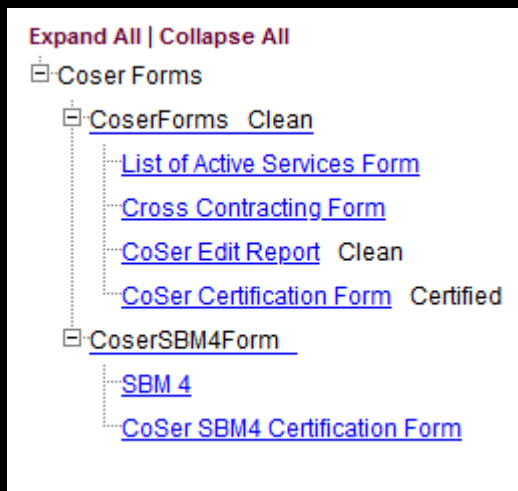 Expand All | Collapse All
Coser Forms
CoserForms Clean
List of Active Services Form
Cross Contracting Form
CoSer Edit Report Clean
CoSer Certification Form Certified
CoserSBM4Form
SBM 4
CoSer SBM4 Certification Form